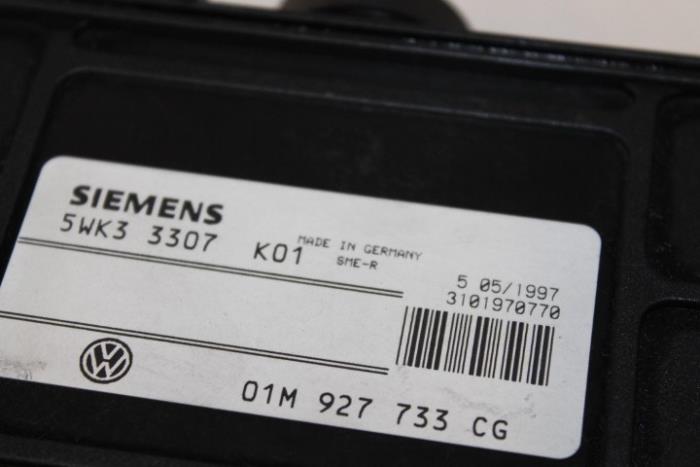 SIEMENS
5WK3 3307 K01
MADE IN GERMANY
SME-R
5 05/1997
3101970770
01M 927 733 CG